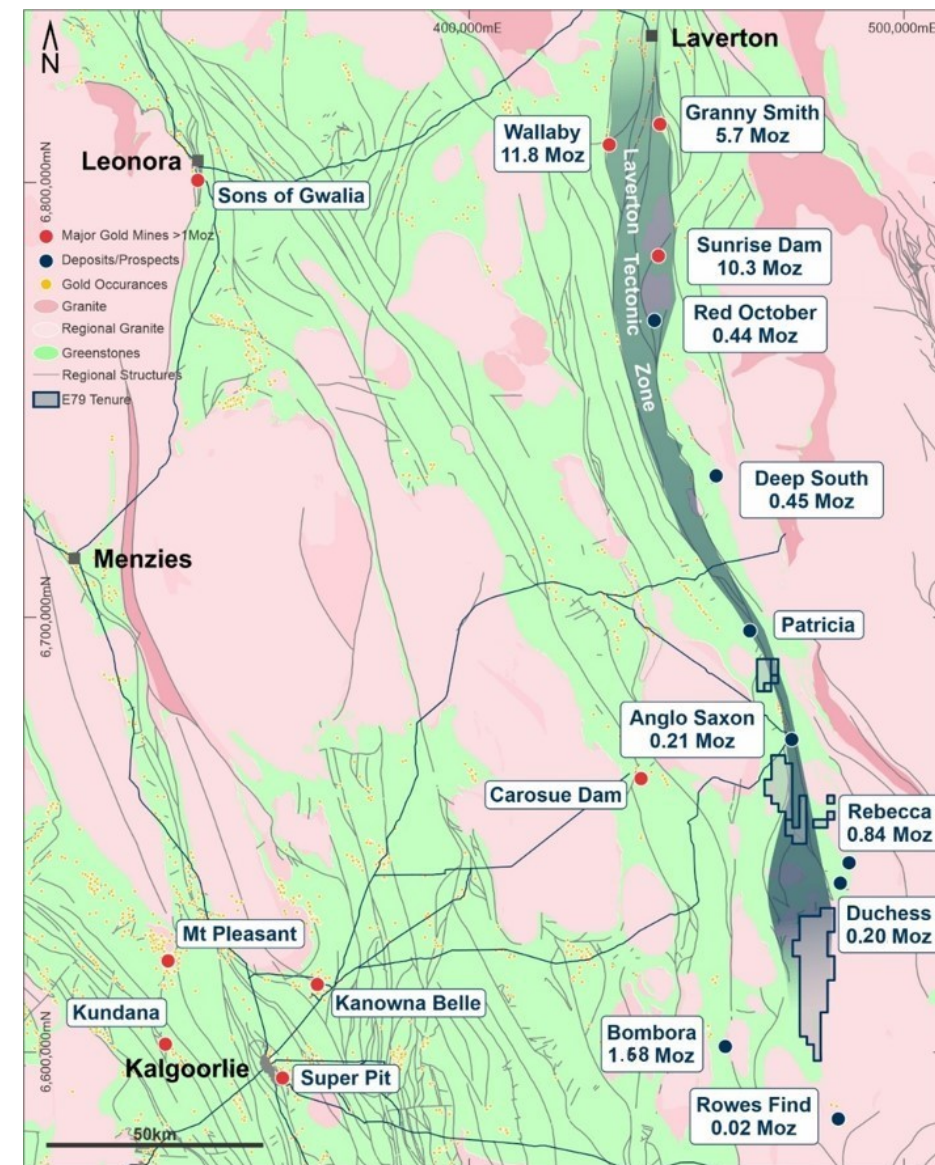 N
400,000mE
500,000mE
Laverton
Granny Smith
5.7 Moz
Wallaby
11.8 Moz
Leonora
Sons of Gwalia
6,800,000mN
Laverton Tectonic Zone
Major Gold Mines >1Moz
Deposits/Prospects
Gold Occurances
Granite
Regional Granite
Greenstones
Regional Structures
E79 Tenure
Sunrise Dam
10.3 Moz
Red October
0.44 Moz
Deep South
0.45 Moz
Menzies
6,700,000mN
Patricia
Anglo Saxon
0.21 Moz
Carosue Dam
Rebecca
0.84 Moz
Duchess
0.20 Moz
Mt Pleasant
Kanowna Belle
Kundana
Bombora
1.68 Moz
6,600,000mN
Kalgoorlie
Super Pit
Rowes Find
0.02 Moz
50km